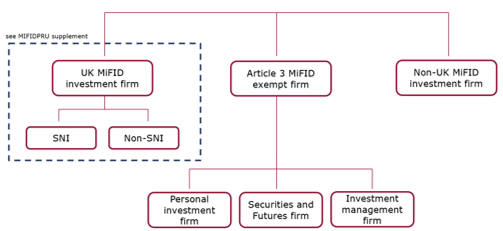 see MIFIDPRU supplement
UK MiFID
investment firm
Article 3 MiFID
exempt firm
Non-UK MiFID
investment firm
SNI
Non-SNI
Personal
investment
firm
Securities and
Futures firm
Investment
management
firm